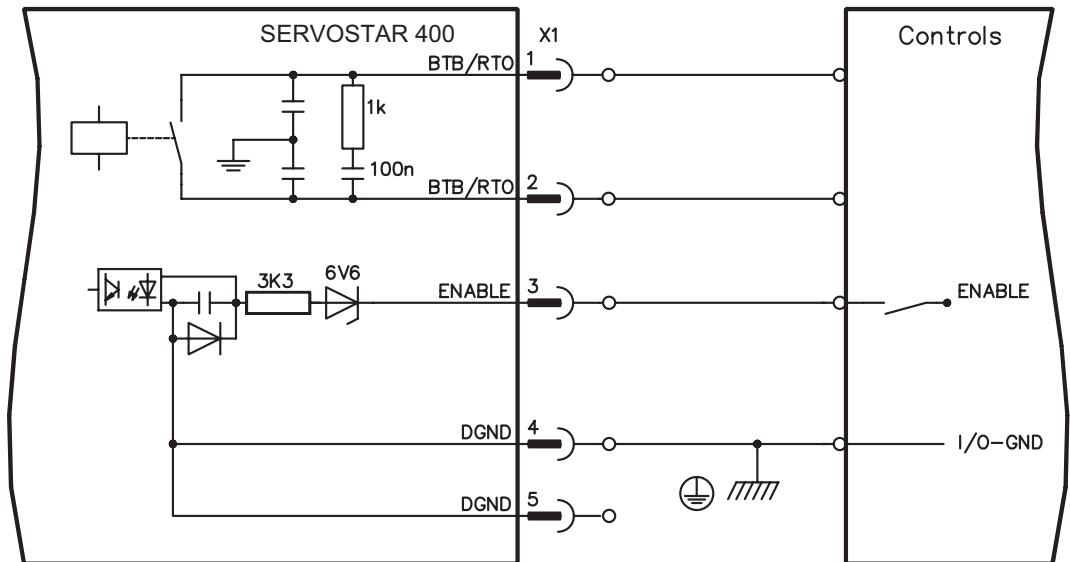 SERVOSTAR 400
X1
Controls
BTB/RTO
1
1k
100n
BTB/RTO
2
3K3
6V6
ENABLE
3
ENABLE
DGND
4
I/O-GND
DGND
5